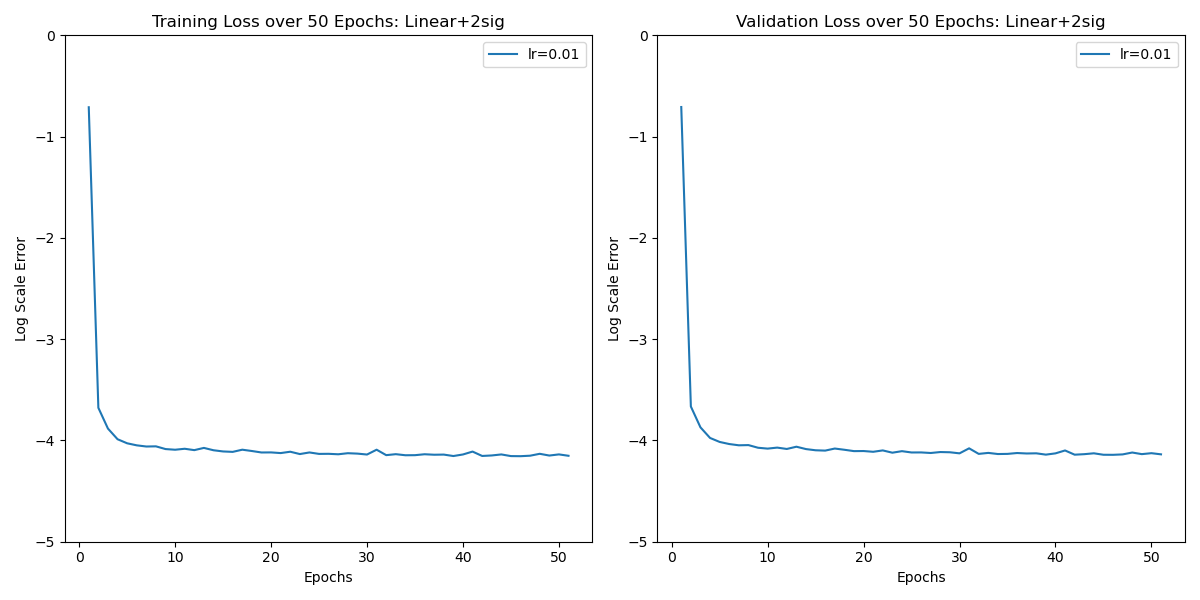 Training Loss over 50 Epochs: Linear+2sig
0
−1
−2
−3
−4
−5
Log Scale Error
lr=0.01
0 10 20 30 40 50
Epochs
Validation Loss over 50 Epochs: Linear+2sig
0
−1
−2
−3
−4
−5
Log Scale Error
lr=0.01
0 10 20 30 40 50
Epochs